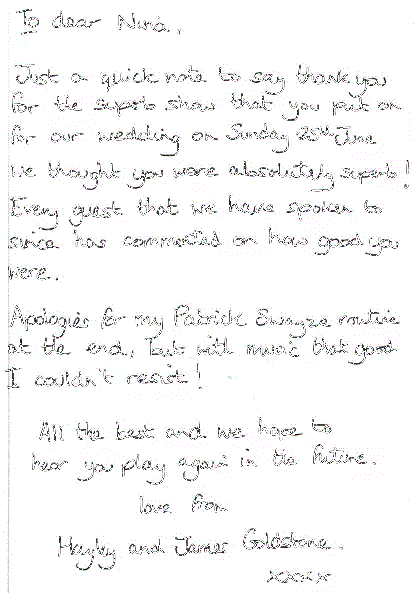 To dear Nina,
Just a quick note to say thank you
for the superb show that you put on
for our wedding on Sunday 25th June
We thought you were absolutely superb!
Every guest that we have spoken to
since has commented on how good you
were.
Apologies for my Patrick Swayze routine
at the end, but with music that good
I couldn't resist!
All the best and we hope to
hear you play again in the future.
love from
Hayley and James Goldstone.
xxxx